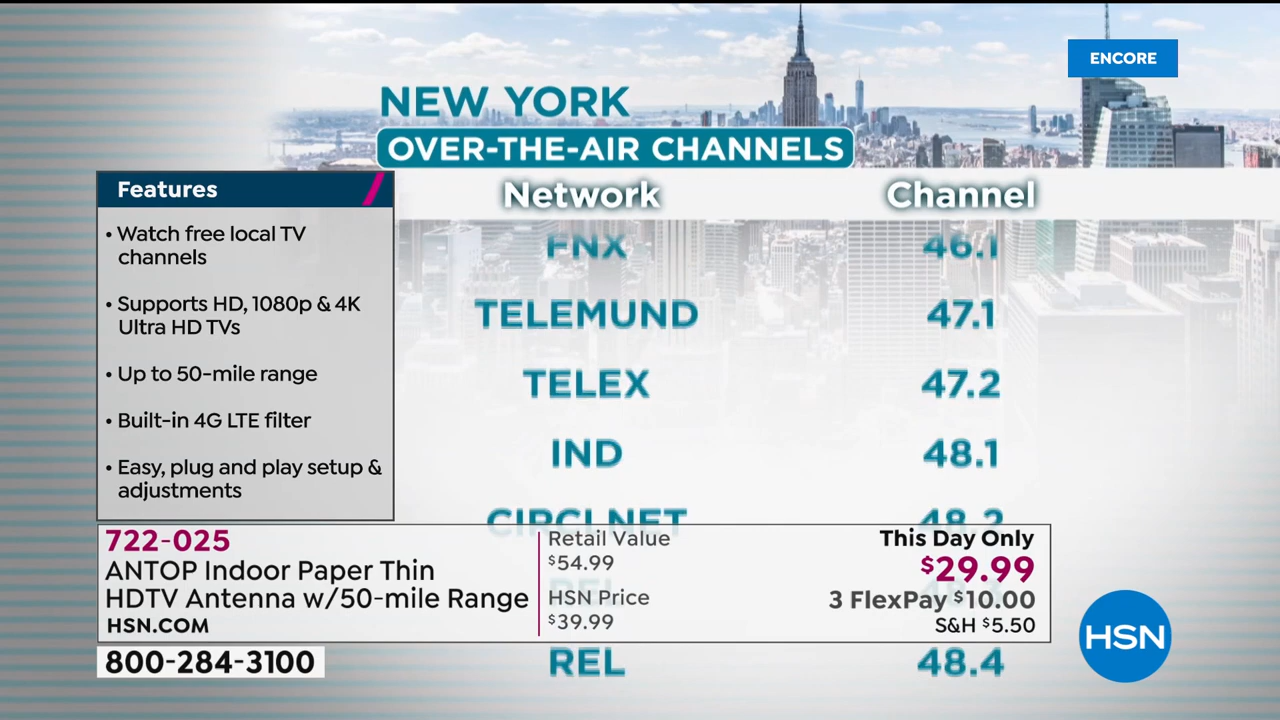 ENCORE
NEW YORK
OVER-THE-AIR CHANNELS
Network Channel
FNX 46.1
TELEMUND 47.1
TELEX 47.2
IND 48.1
CIRCLNET 48.2
REL 48.4
Features
• Watch free local TV
channels
• Supports HD, 1080p & 4K
Ultra HD TVs
• Up to 50-mile range
• Built-in 4G LTE filter
• Easy, plug and play setup &
adjustments
722-025
ANTOP Indoor Paper Thin
HDTV Antenna w/50-mile Range
HSN.COM
Retail Value
$54.99
HSN Price
$39.99
This Day Only
$29.99
3 FlexPay $10.00
S&H $5.50
800-284-3100
HSN